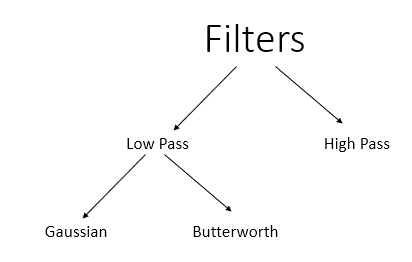 Filters
Low Pass
High Pass
Gaussian
Butterworth